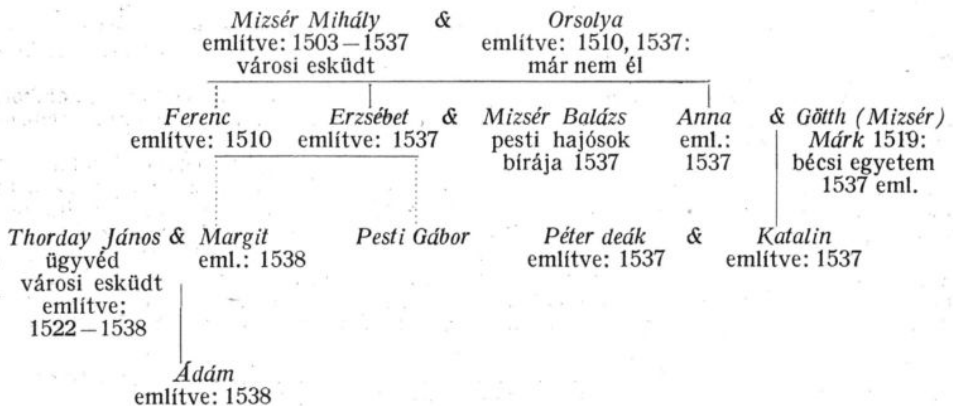 Mizsér Mihály & Orsolya
említve: 1503—1537 említve: 1510, 1537:
városi esküdt már nem él
Ferenc Erzsébet & Mizsér Balázs Anna & Götth (Mizsér)
említve: 1510 említve: 1537 pesti hajósok eml.: Márk 1519:
bírája 1537 1537 bécsi egyetem
1537 eml.
Thorday János & Margit Pesti Gábor Péter deák & Katalin
ügyvéd eml.: 1538 említve: 1537 említve: 1537
városi esküdt
említve:
1522—1538
Ádám
említve: 1538